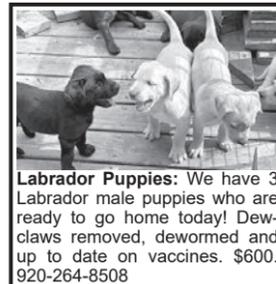 Labrador Puppies: We have 3
Labrador male puppies who are
ready to go home today! Dew-
claws removed, dewormed and
up to date on vaccines. $600.
920-264-8508